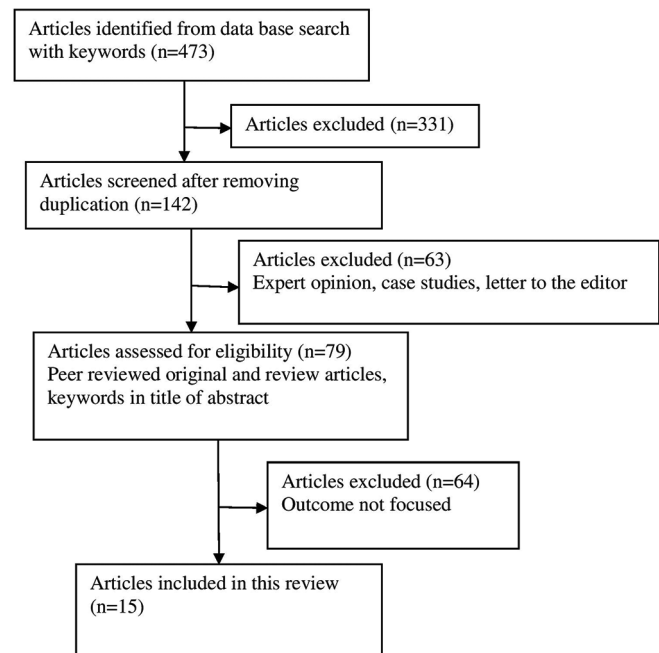 Articles identified from data base search
with keywords (n=473)
Articles excluded (n=331)
Articles screened after removing
duplication (n=142)
Articles excluded (n=63)
Expert opinion, case studies, letter to the editor
Articles assessed for eligibility (n=79)
Peer reviewed original and review articles,
keywords in title of abstract
Articles excluded (n=64)
Outcome not focused
Articles included in this review
(n=15)